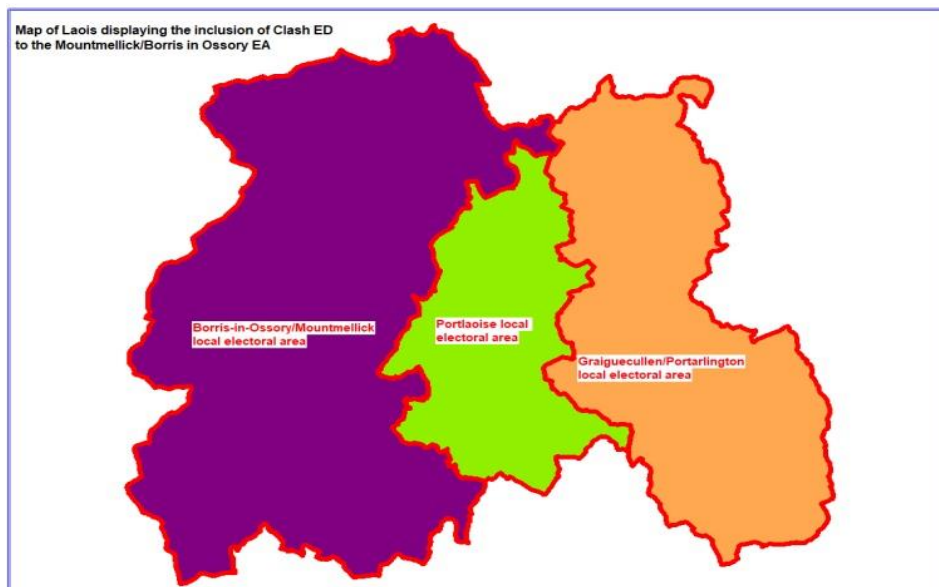 Map of Laois displaying the inclusion of Clash ED
to the Mountmellick/Borris in Ossory EA
Borris-in-Ossory/Mountmellick
local electoral area
Portlaoise local
electoral area
Graiguecullen/Portarlington
local electoral area